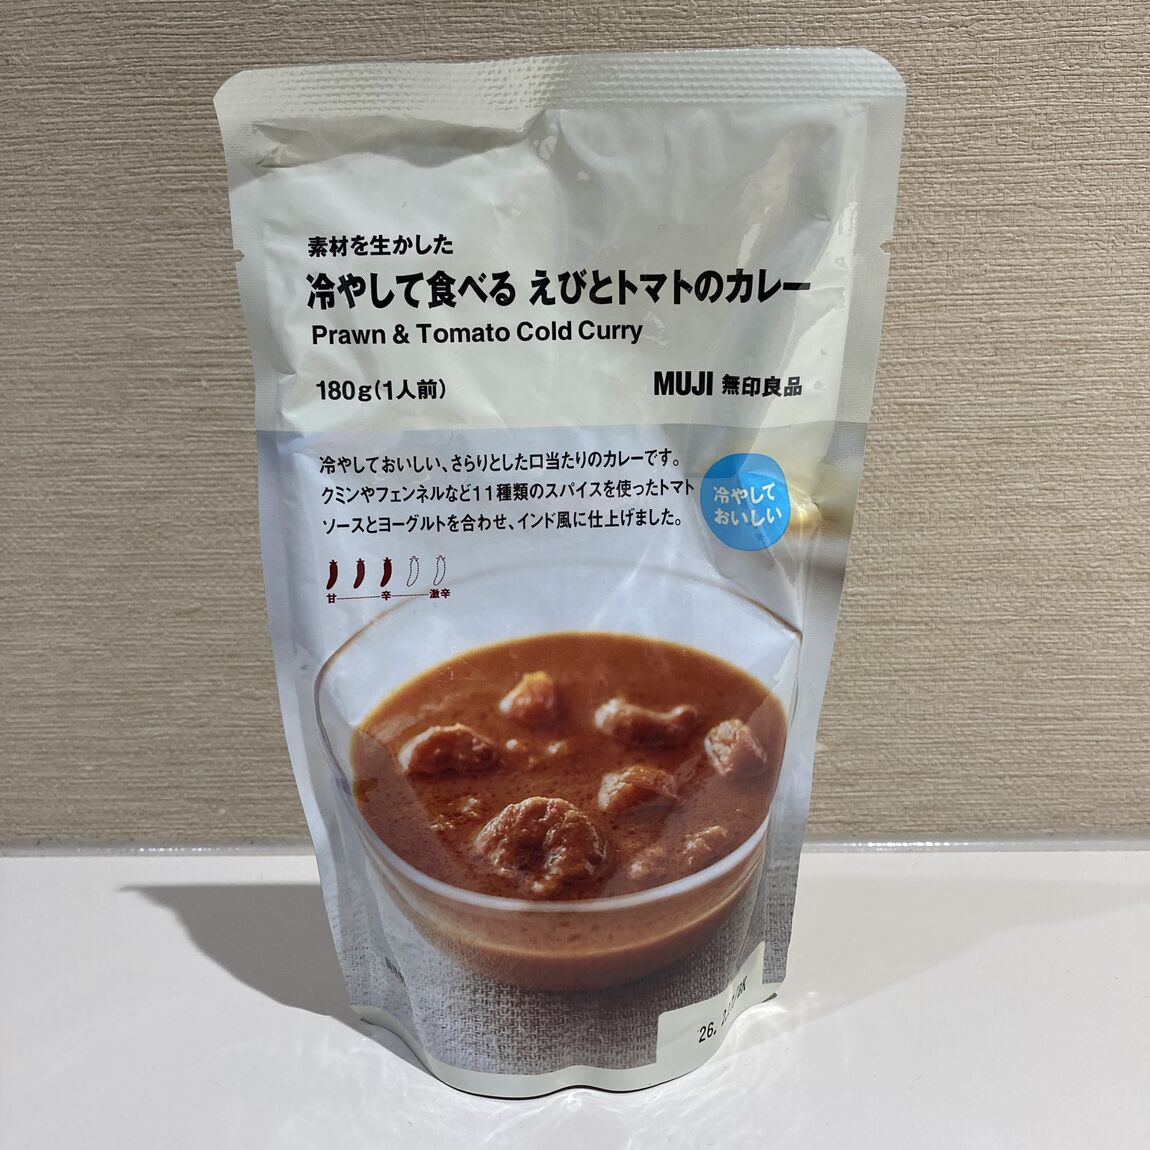 素材を生かした
冷やして食べる えびとトマトのカレー
Prawn & Tomato Cold Curry
180g(1人前)
MUJI 無印良品
冷やしておいしい、さらりとした口当たりのカレーです。
クミンやフェンネルなど11種類のスパイスを使ったトマト
ソースとヨーグルトを合わせ、インド風に仕上げました。
冷やして
おいしい
甘 辛 激辛
26.